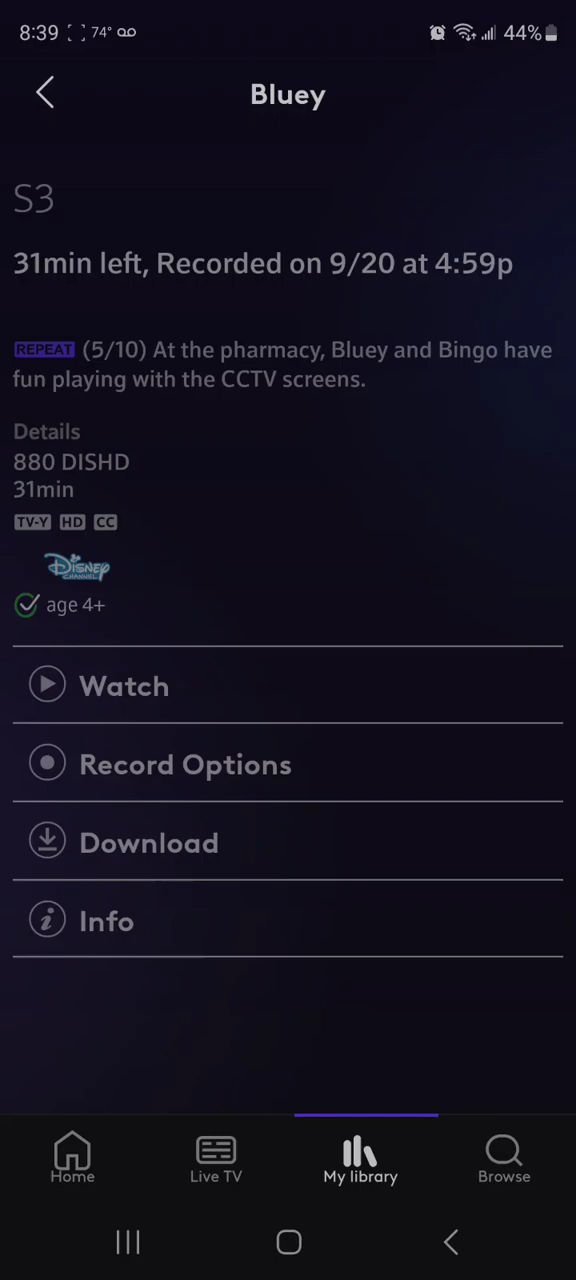 8:39 74° 44%
Bluey
S3
31min left, Recorded on 9/20 at 4:59p
REPEAT (5/10) At the pharmacy, Bluey and Bingo have
fun playing with the CCTV screens.
Details
880 DISHD
31min
TV-Y HD CC
Disney
CHANNEL
age 4+
Watch
Record Options
Download
Info
Home Live TV My library Browse